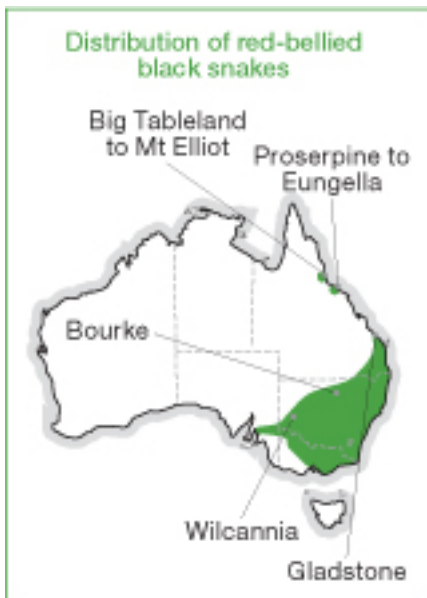 Distribution of red-bellied
black snakes
Big Tableland
to Mt Elliot
Proserpine to
Eungella
Bourke
Wilcannia
Gladstone